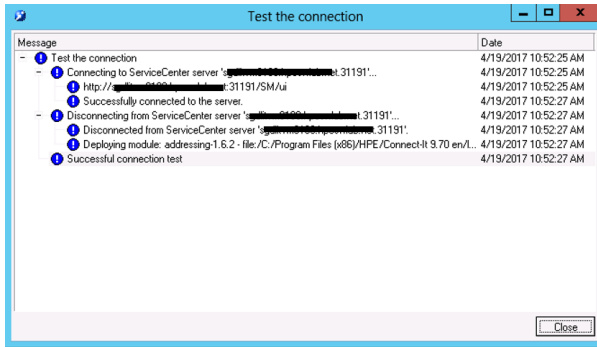 Test the connection
Message Date
Test the connection 4/19/2017 10:52:25 AM
Connecting to ServiceCenter server 's t.31191'... 4/19/2017 10:52:25 AM
http:// t:31191/SM/ui 4/19/2017 10:52:25 AM
Successfully connected to the server. 4/19/2017 10:52:27 AM
Disconnecting from ServiceCenter server ' t.31191'... 4/19/2017 10:52:27 AM
Disconnected from ServiceCenter server ' t.31191'. 4/19/2017 10:52:27 AM
Deploying module: addressing-1.6.2 - file:/C:/Program Files (x86)/HPE/Connect-It 9.70 en/l... 4/19/2017 10:52:27 AM
Successful connection test 4/19/2017 10:52:27 AM
Close